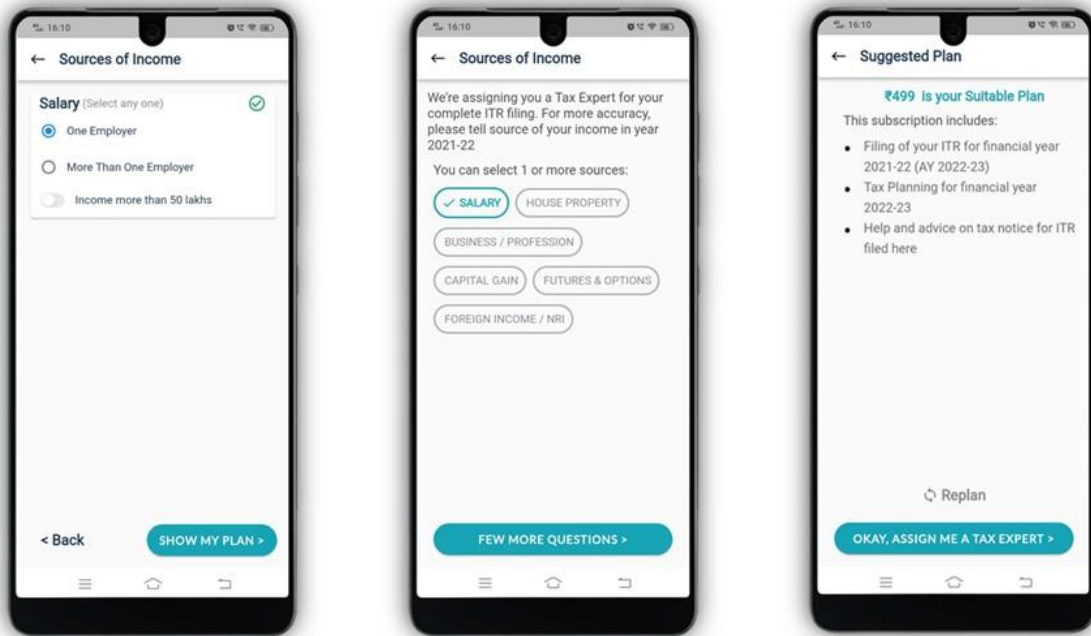 16:10
← Sources of Income
Salary (Select any one)
One Employer
More Than One Employer
Income more than 50 lakhs
< Back
SHOW MY PLAN >
16:10
← Sources of Income
We're assigning you a Tax Expert for your
complete ITR filing. For more accuracy,
please tell source of your income in year
2021-22
You can select 1 or more sources:
✓ SALARY HOUSE PROPERTY
BUSINESS / PROFESSION
CAPITAL GAIN FUTURES & OPTIONS
FOREIGN INCOME / NRI
FEW MORE QUESTIONS >
16:10
← Suggested Plan
₹499 is your Suitable Plan
This subscription includes:
• Filing of your ITR for financial year
2021-22 (AY 2022-23)
• Tax Planning for financial year
2022-23
• Help and advice on tax notice for ITR
filed here
Replan
OKAY, ASSIGN ME A TAX EXPERT >